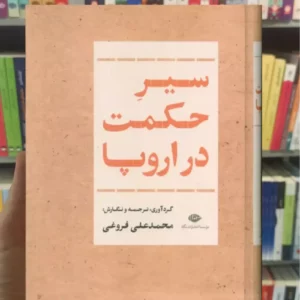 سیرِ
حکمت
در اروپا
گردآوری، ترجمه و نگارش:
محمدعلی فروغی